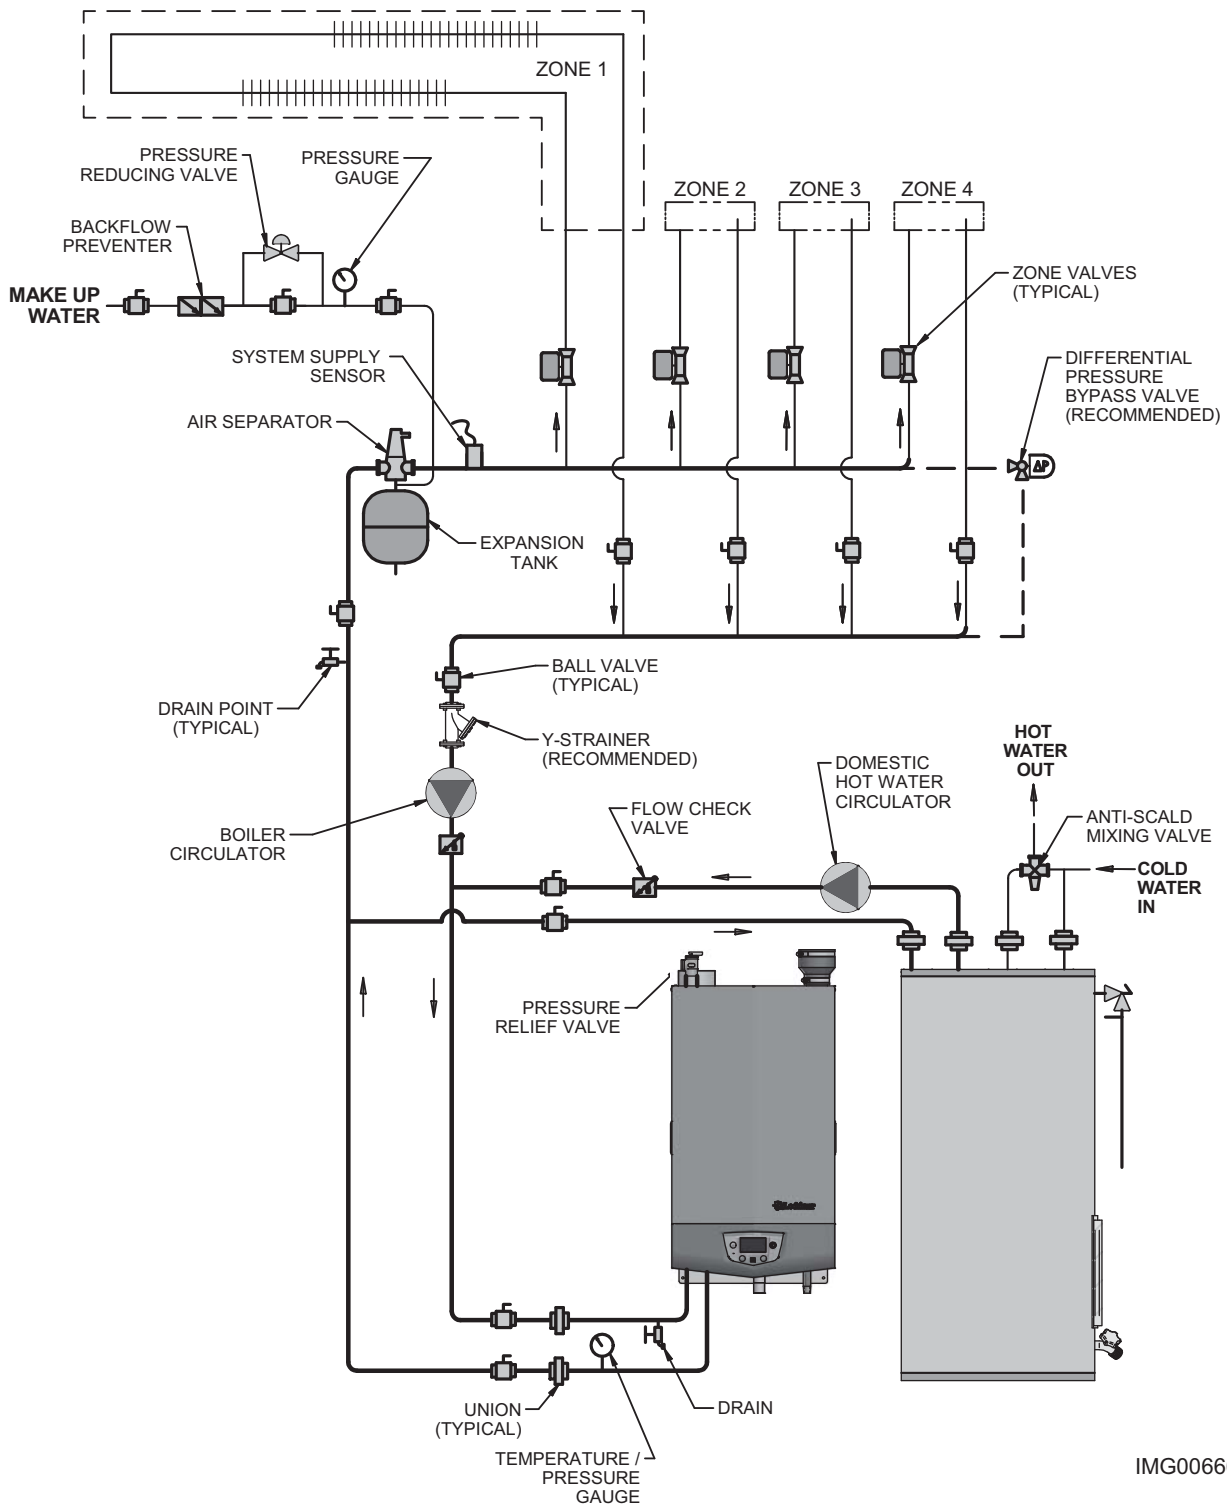 ZONE 1
PRESSURE
REDUCING VALVE
PRESSURE
GAUGE
ZONE 2
ZONE 3
ZONE 4
BACKFLOW
PREVENTER
MAKE UP
WATER
ZONE VALVES
(TYPICAL)
SYSTEM SUPPLY
SENSOR
DIFFERENTIAL
PRESSURE
BYPASS VALVE
(RECOMMENDED)
AIR SEPARATOR
ΔP
EXPANSION
TANK
BALL VALVE
(TYPICAL)
DRAIN POINT
(TYPICAL)
Y-STRAINER
(RECOMMENDED)
HOT
WATER
OUT
DOMESTIC
HOT WATER
CIRCULATOR
FLOW CHECK
VALVE
ANTI-SCALD
MIXING VALVE
BOILER
CIRCULATOR
COLD
WATER
IN
PRESSURE
RELIEF VALVE
UNION
(TYPICAL)
DRAIN
TEMPERATURE /
PRESSURE
GAUGE
IMG0066